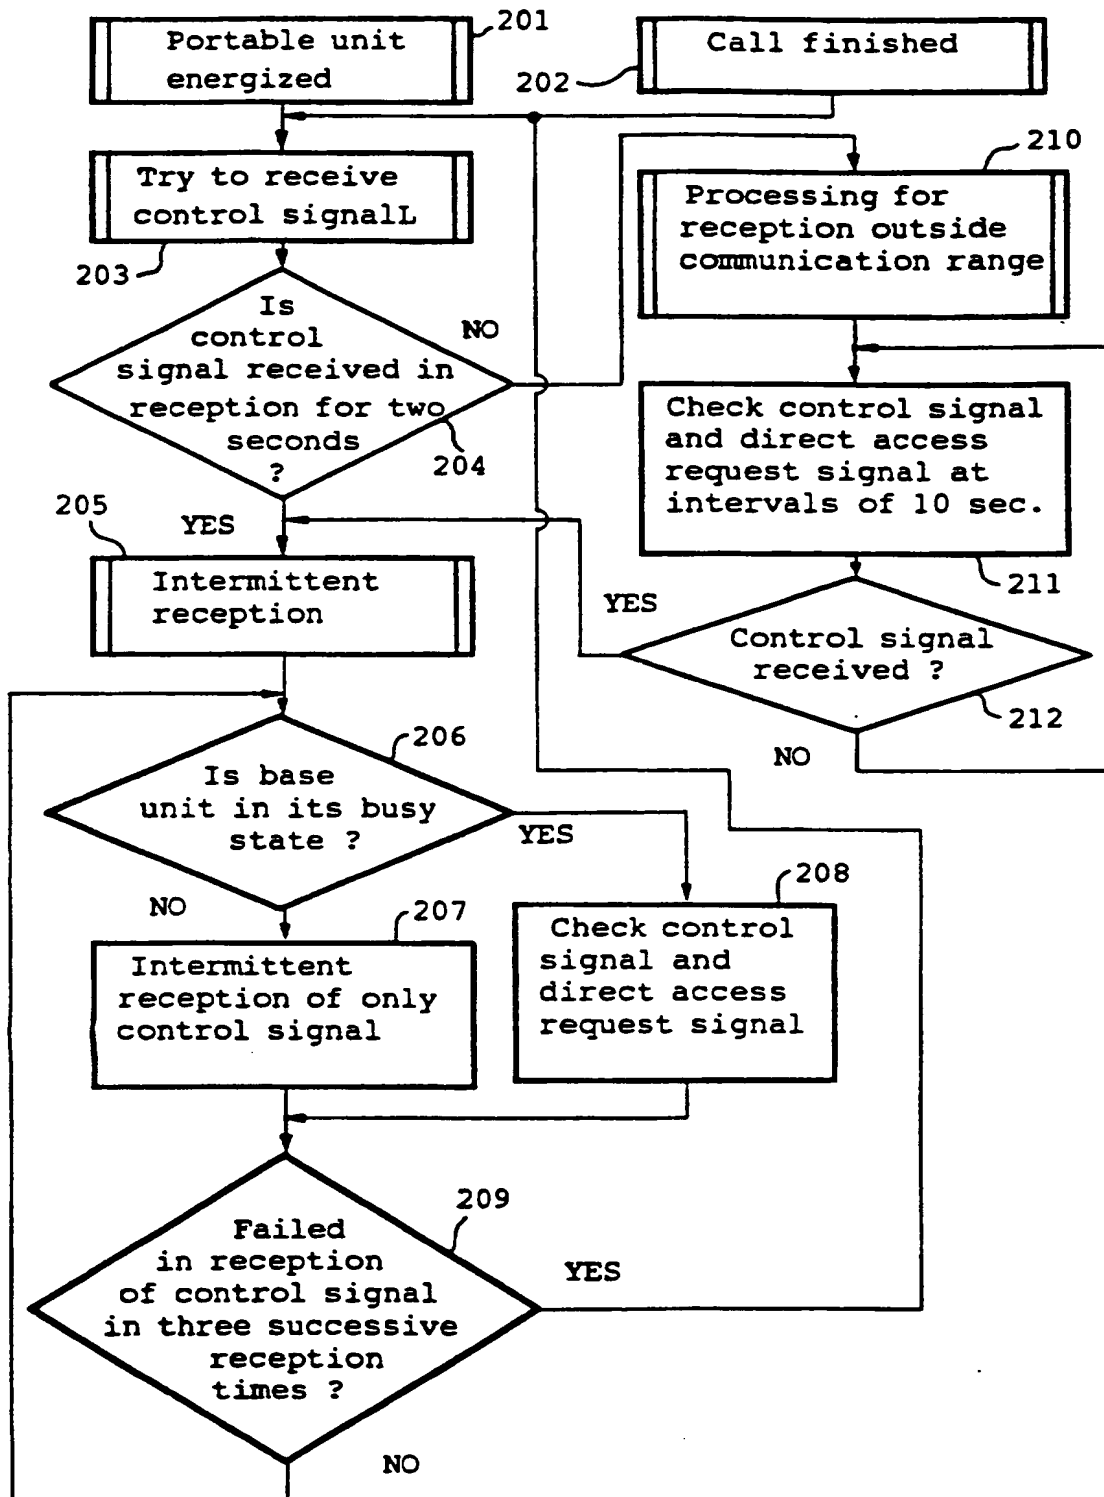 Portable unit
energized
201
Call finished
202
Try to receive
control signalL
203
210
Processing for
reception outside
communication range
Is
control
signal received in
reception for two
seconds
?
NO
204
Check control signal
and direct access
request signal at
intervals of 10 sec.
211
205
YES
Intermittent
reception
YES
Control signal
received ?
212
NO
206
Is base
unit in its busy
state ?
YES
NO
207
Intermittent
reception of only
control signal
208
Check control
signal and
direct access
request signal
209
Failed
in reception
of control signal
in three successive
reception
times ?
YES
NO